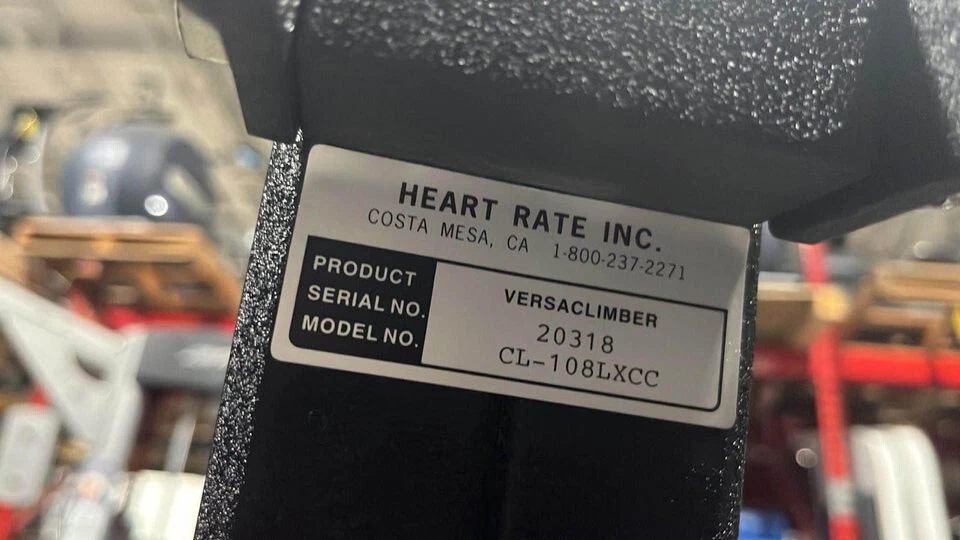 HEART RATE INC.
COSTA MESA, CA 1-800-237-2271
PRODUCT VERSACLIMBER
SERIAL NO. 20318
MODEL NO. CL-108LXCC